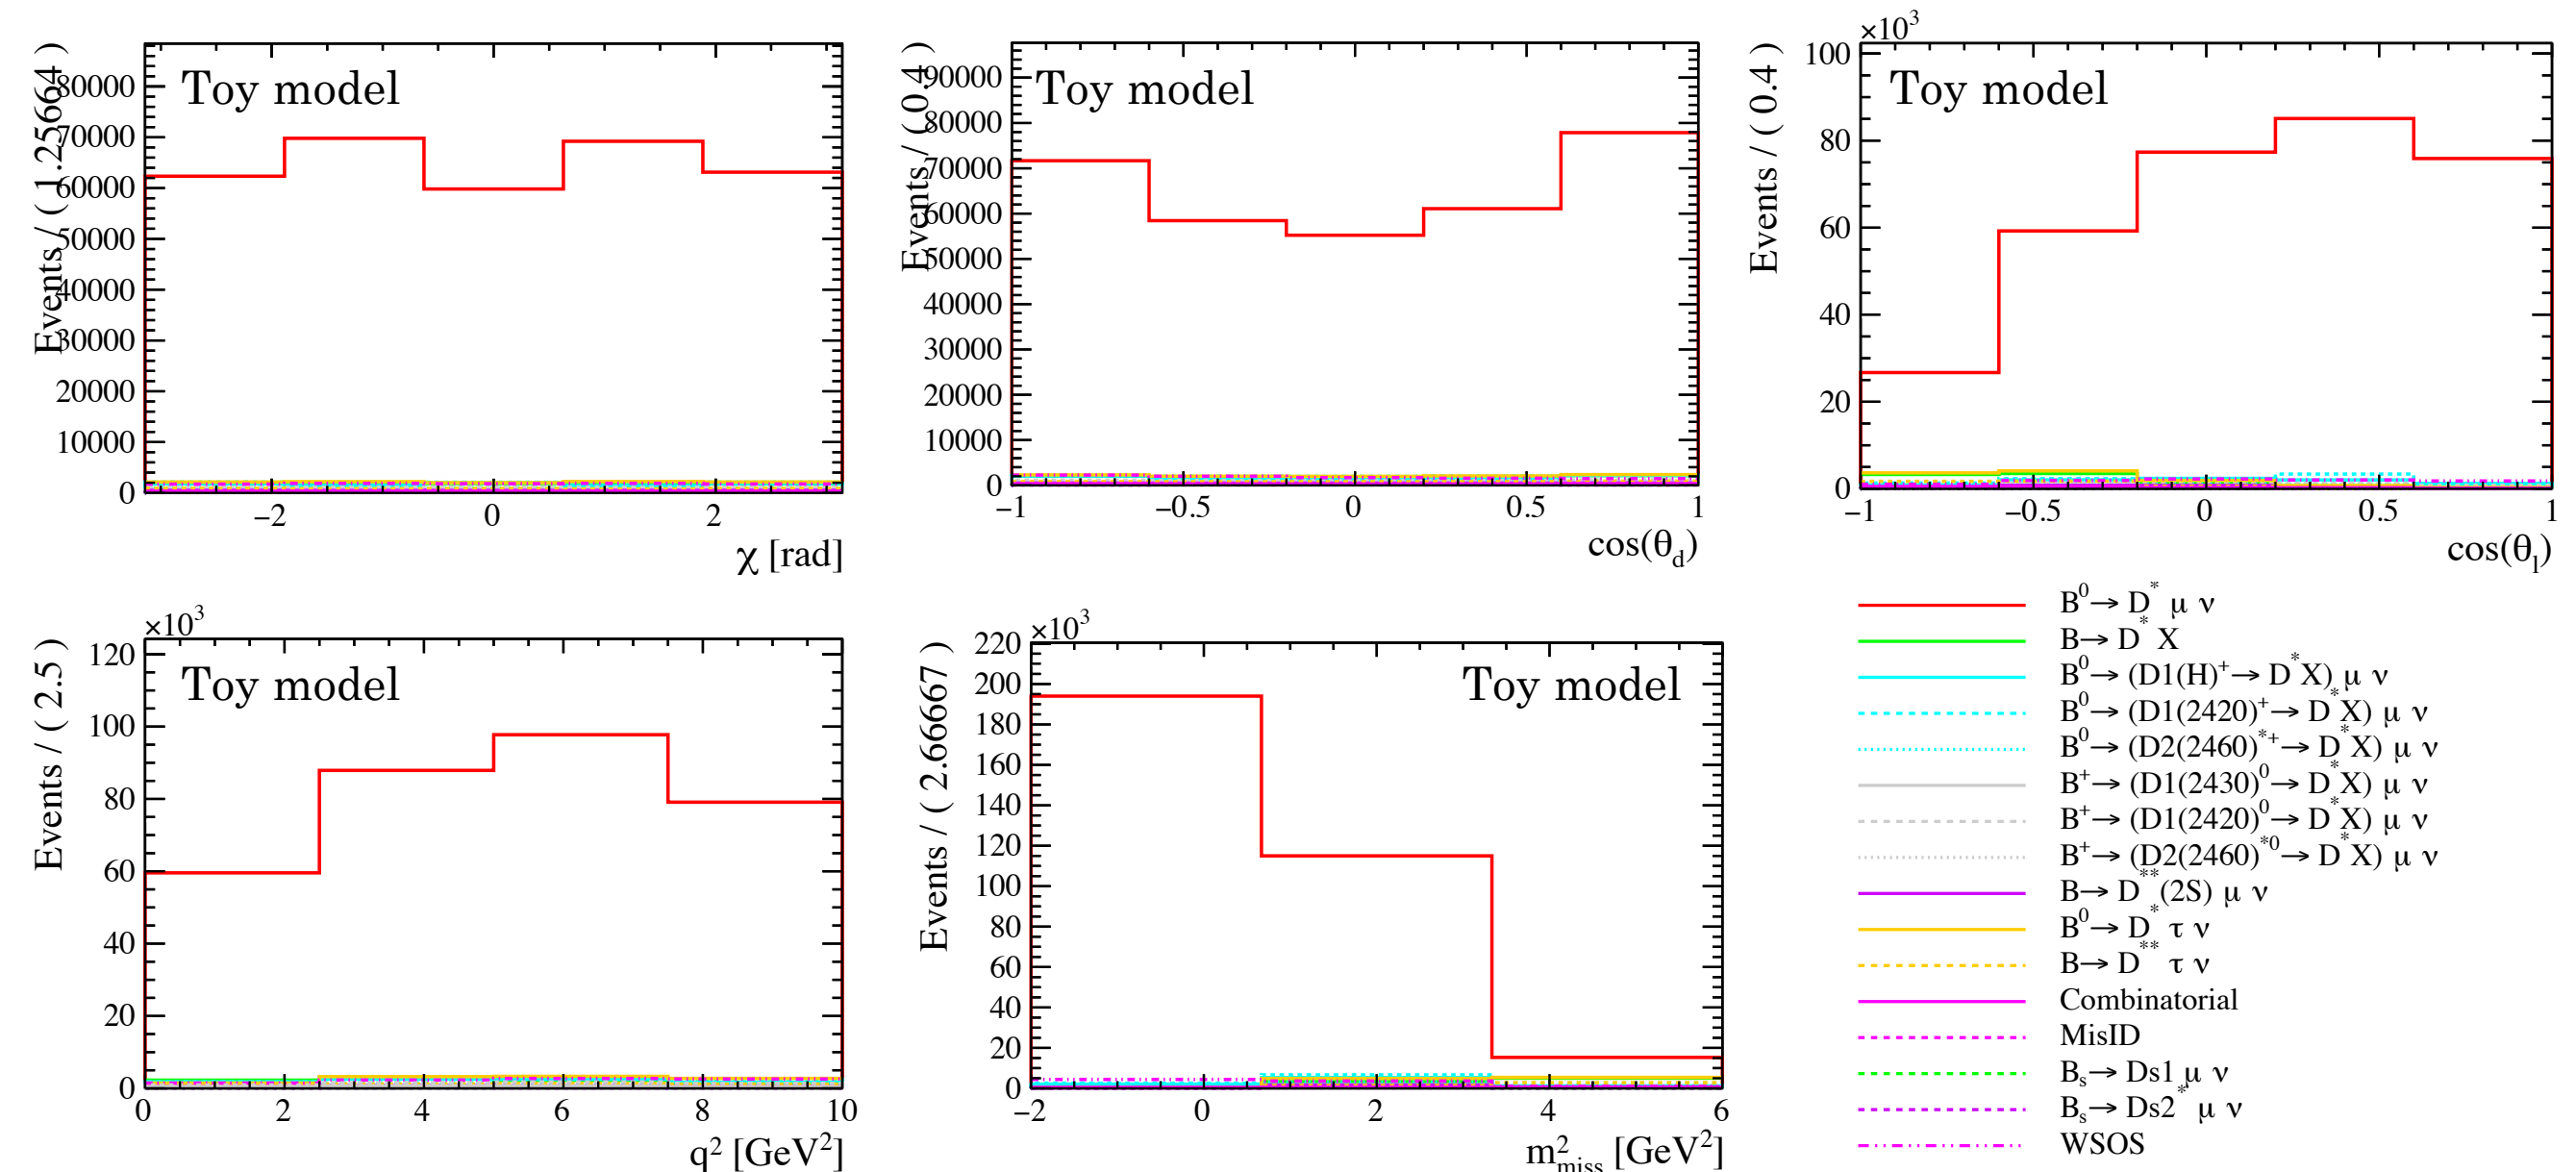 Toy model
Events / ( 1.25664 )
80000
70000
60000
50000
40000
30000
20000
10000
0
−2 0 2
χ [rad]
Toy model
Events / ( 0.4 )
90000
80000
70000
60000
50000
40000
30000
20000
10000
0
−1 −0.5 0 0.5 1
cos(θ_d)
×10³
Toy model
Events / ( 0.4 )
100
80
60
40
20
0
−1 −0.5 0 0.5 1
cos(θ_l)
×10³
Toy model
Events / ( 2.5 )
120
100
80
60
40
20
0
0 2 4 6 8 10
q² [GeV²]
×10³
Toy model
Events / ( 2.66667 )
220
200
180
160
140
120
100
80
60
40
20
0
−2 0 2 4 6
m²_miss [GeV²]
B⁰→ D* μ ν
B→ D* X
B⁰→ (D1(H)⁺→ D*X) μ ν
B⁰→ (D1(2420)⁺→ D*X) μ ν
B⁰→ (D2(2460)*⁺→ D*X) μ ν
B⁺→ (D1(2430)⁰→ D*X) μ ν
B⁺→ (D1(2420)⁰→ D*X) μ ν
B⁺→ (D2(2460)*⁰→ D*X) μ ν
B→ D**(2S) μ ν
B⁰→ D* τ ν
B→ D** τ ν
Combinatorial
MisID
Bₛ→ Ds1 μ ν
Bₛ→ Ds2* μ ν
WSOS